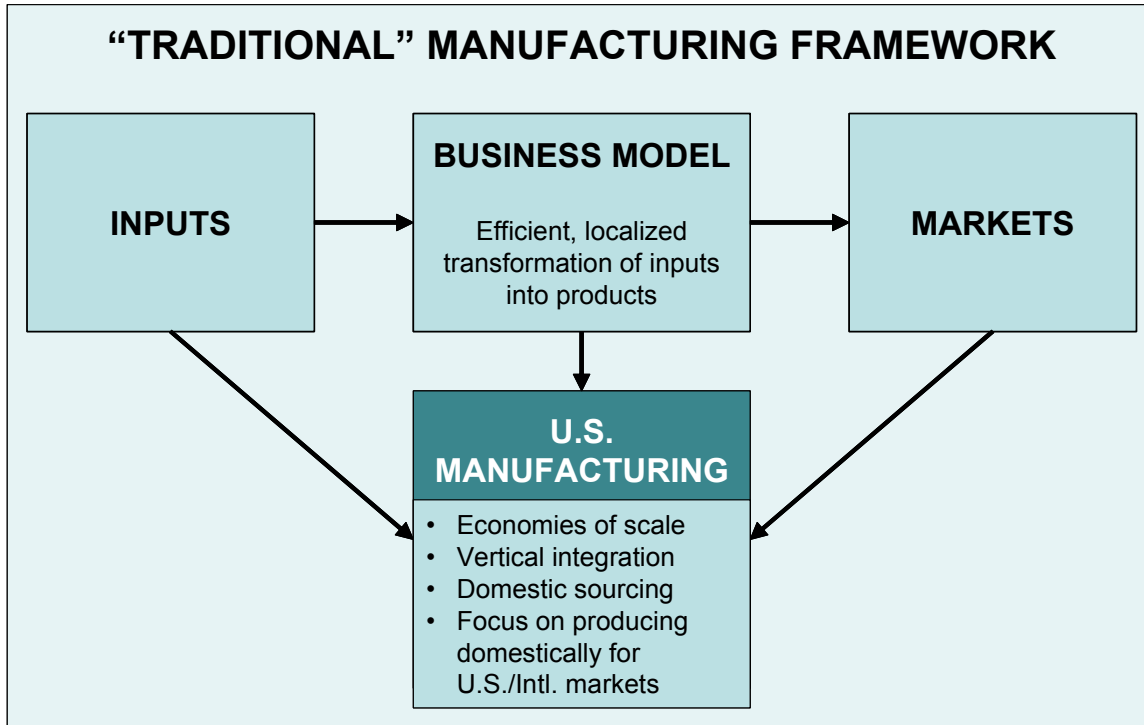 “TRADITIONAL” MANUFACTURING FRAMEWORK
INPUTS
BUSINESS MODEL
Efficient, localized
transformation of inputs
into products
MARKETS
U.S.
MANUFACTURING
• Economies of scale
• Vertical integration
• Domestic sourcing
• Focus on producing
domestically for
U.S./Intl. markets